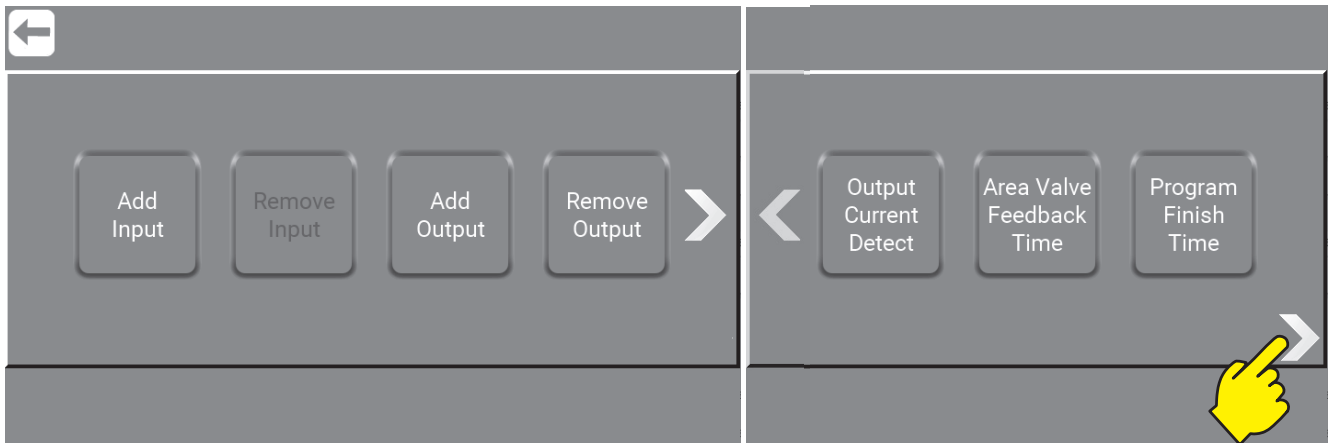 Add
Input
Remove
Input
Add
Output
Remove
Output
Output
Current
Detect
Area Valve
Feedback
Time
Program
Finish
Time